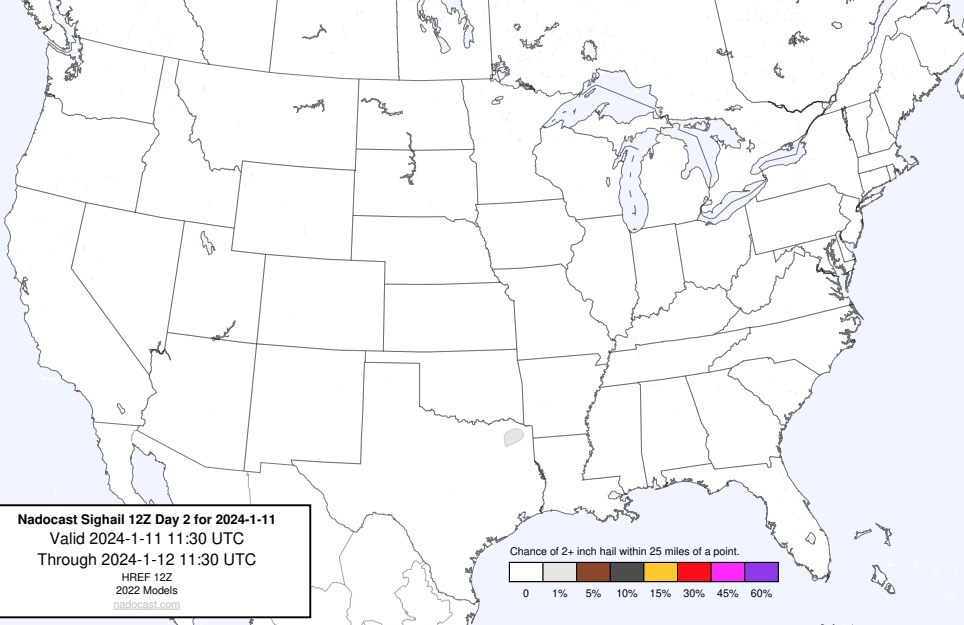 Nadocast Sighail 12Z Day 2 for 2024-1-11
Valid 2024-1-11 11:30 UTC
Through 2024-1-12 11:30 UTC
HREF 12Z
2022 Models
nadocast.com
Chance of 2+ inch hail within 25 miles of a point.
0 1% 5% 10% 15% 30% 45% 60%